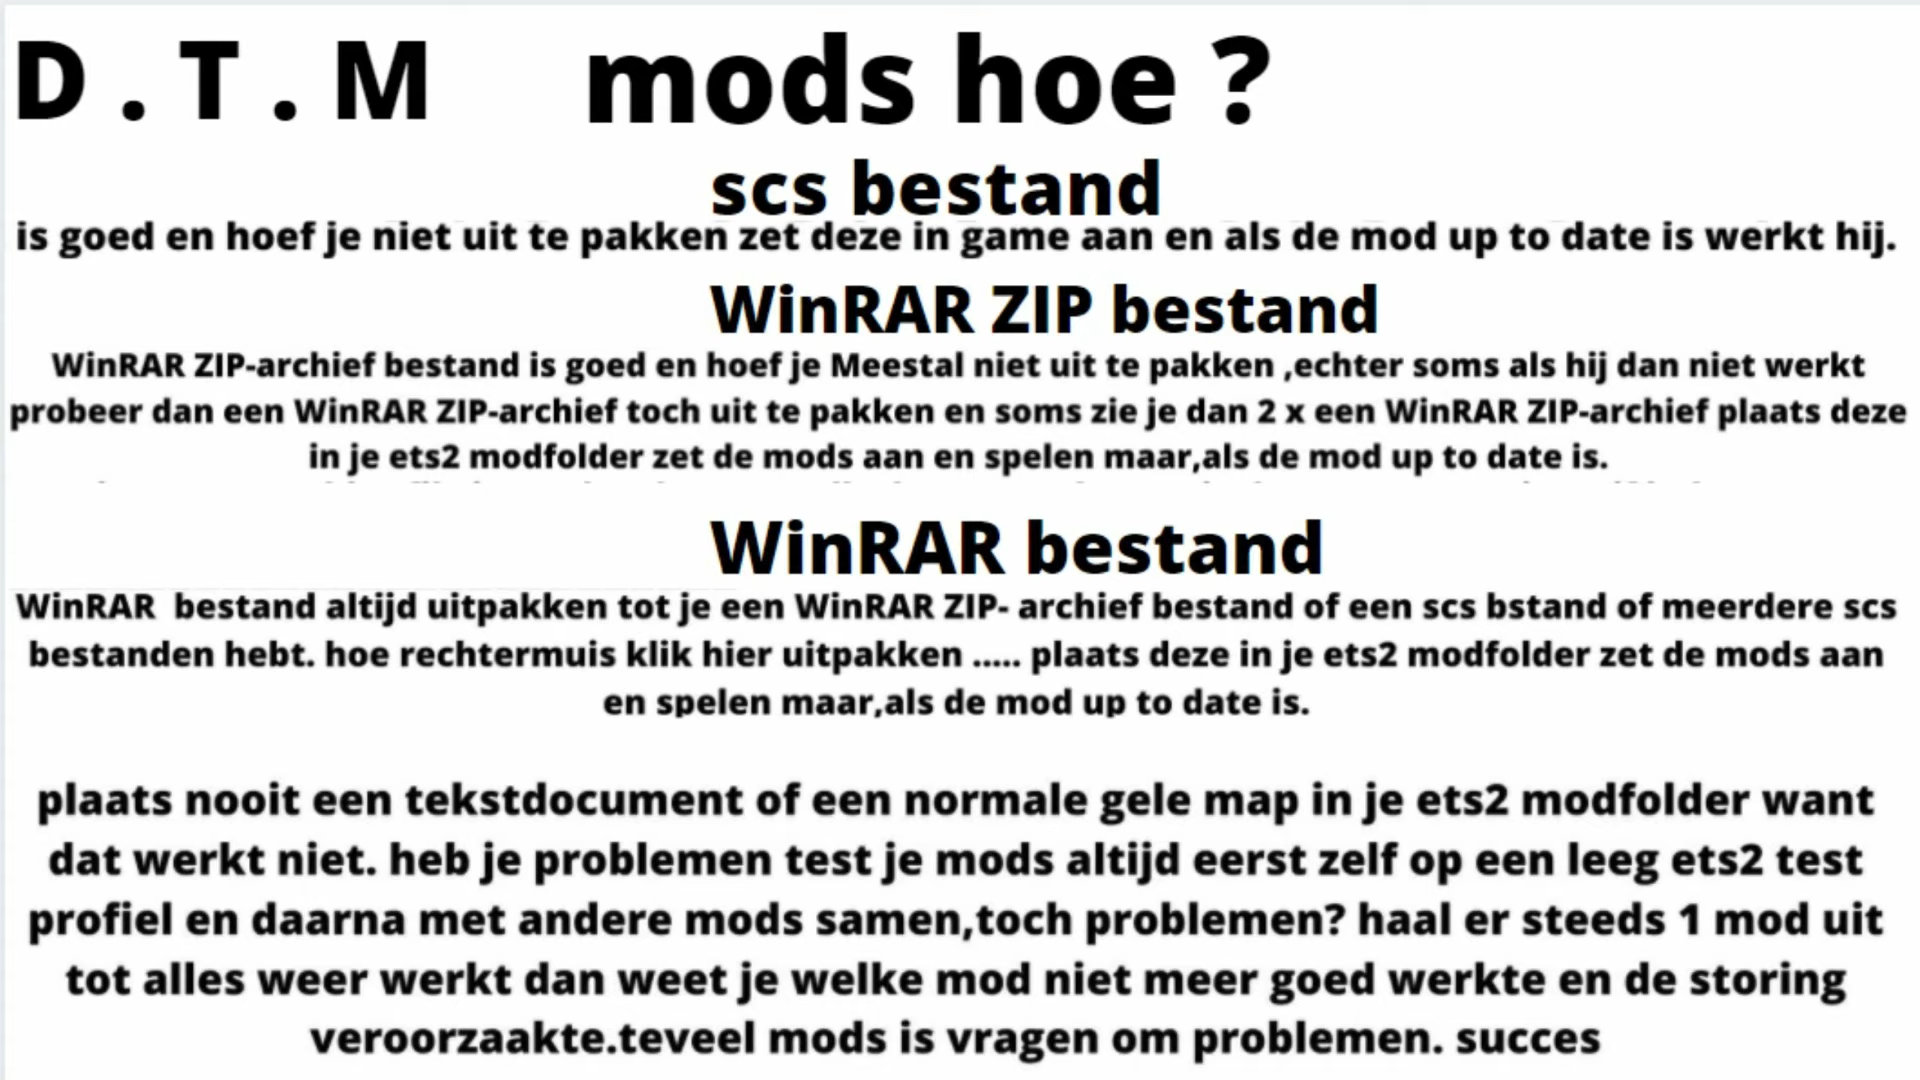 D . T . M mods hoe ?
scs bestand
is goed en hoef je niet uit te pakken zet deze in game aan en als de mod up to date is werkt hij.
WinRAR ZIP bestand
WinRAR ZIP-archief bestand is goed en hoef je Meestal niet uit te pakken ,echter soms als hij dan niet werkt
probeer dan een WinRAR ZIP-archief toch uit te pakken en soms zie je dan 2 x een WinRAR ZIP-archief plaats deze
in je ets2 modfolder zet de mods aan en spelen maar,als de mod up to date is.
WinRAR bestand
WinRAR bestand altijd uitpakken tot je een WinRAR ZIP- archief bestand of een scs bstand of meerdere scs
bestanden hebt. hoe rechtermuis klik hier uitpakken ..... plaats deze in je ets2 modfolder zet de mods aan
en spelen maar,als de mod up to date is.
plaats nooit een tekstdocument of een normale gele map in je ets2 modfolder want
dat werkt niet. heb je problemen test je mods altijd eerst zelf op een leeg ets2 test
profiel en daarna met andere mods samen,toch problemen? haal er steeds 1 mod uit
tot alles weer werkt dan weet je welke mod niet meer goed werkte en de storing
veroorzaakte.teveel mods is vragen om problemen. succes